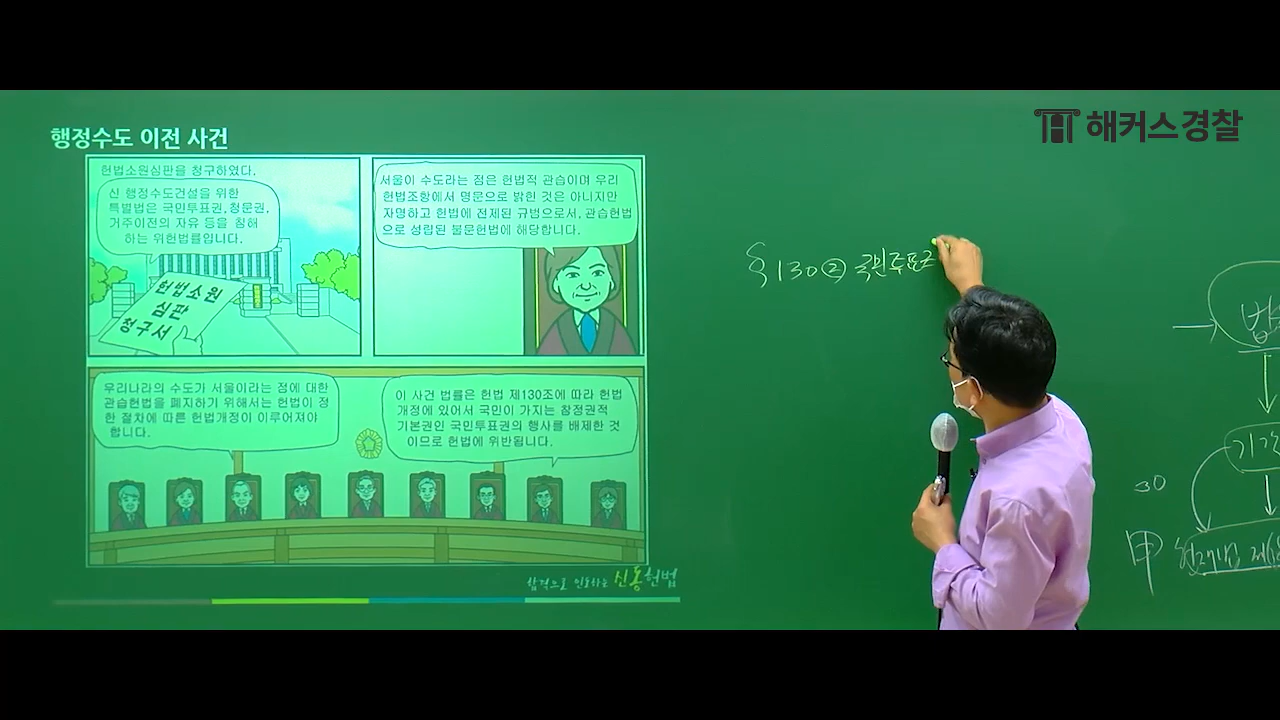 해커스경찰
행정수도 이전 사건
헌법소원심판을 청구하였다.
신 행정수도건설을 위한
특별법은 국민투표권, 청문권,
거주이전의 자유 등을 침해
하는 위헌법률입니다.
헌법소원
심판
청구서
서울이 수도라는 점은 헌법적 관습이며 우리
헌법조항에서 명문으로 밝힌 것은 아니지만
자명하고 헌법에 전제된 규범으로서, 관습헌법
으로 성립된 불문헌법에 해당합니다.
우리나라의 수도가 서울이라는 점에 대한
관습헌법을 폐지하기 위해서는 헌법이 정
한 절차에 따른 헌법개정이 이루어져야
합니다.
이 사건 법률은 헌법 제130조에 따라 헌법
개정에 있어서 국민이 가지는 참정권적
기본권인 국민투표권의 행사를 배제한 것
이므로 헌법에 위반됩니다.
합격으로 인도하는 신동헌법
§130② 국민투표
법
기각
30
甲